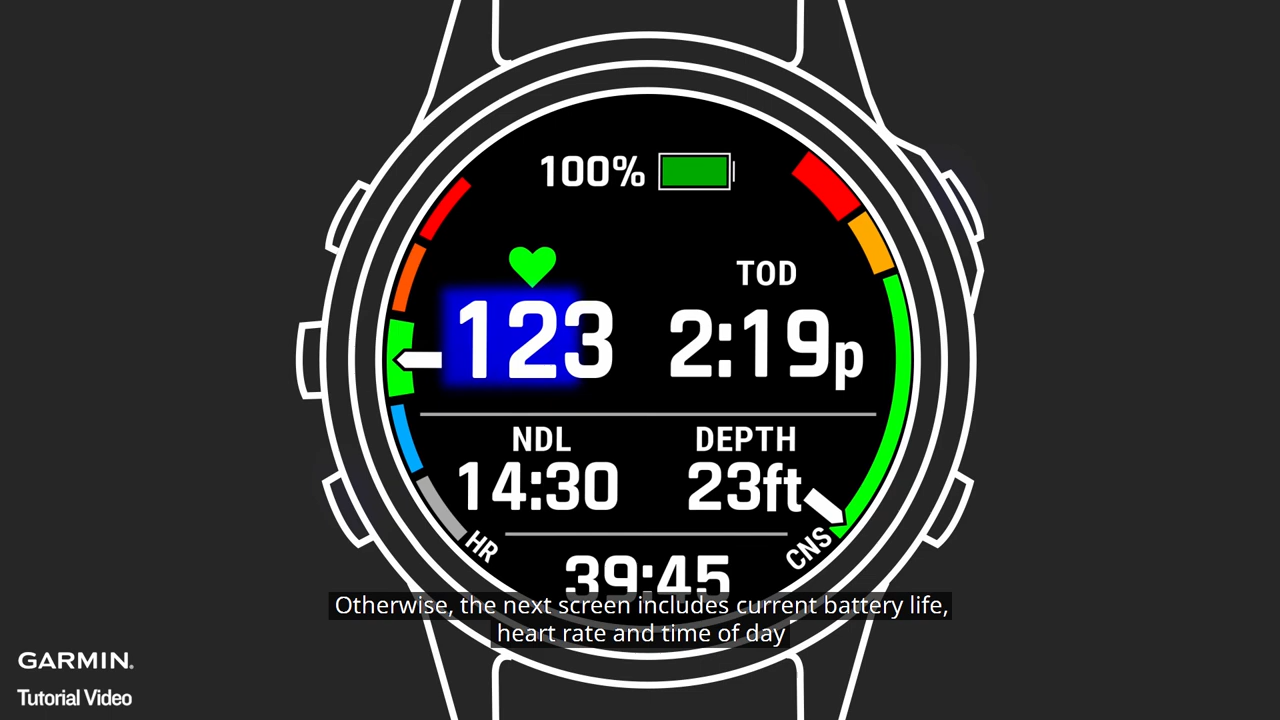 100%
TOD
123
2:19p
NDL
DEPTH
14:30
23ft
HR
CNS
39:45
Otherwise, the next screen includes current battery life,
heart rate and time of day
GARMIN.
Tutorial Video